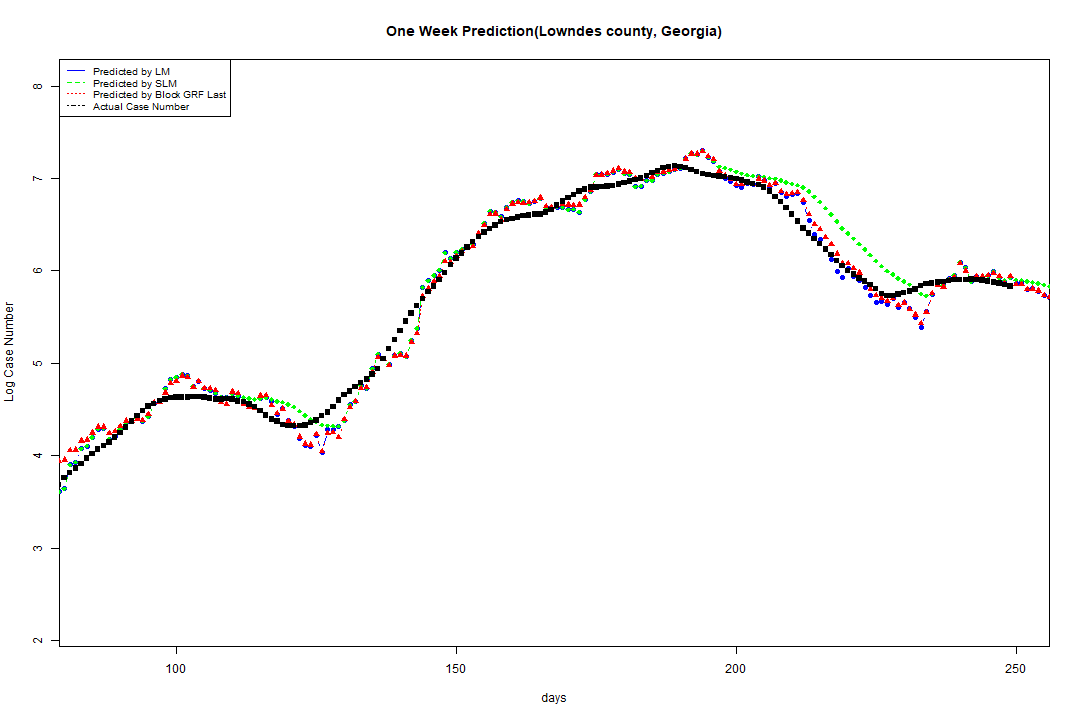 One Week Prediction(Lowndes county, Georgia)
Predicted by LM
Predicted by SLM
Predicted by Block GRF Last
Actual Case Number
8
7
6
5
4
3
2
Log Case Number
100 150 200 250
days